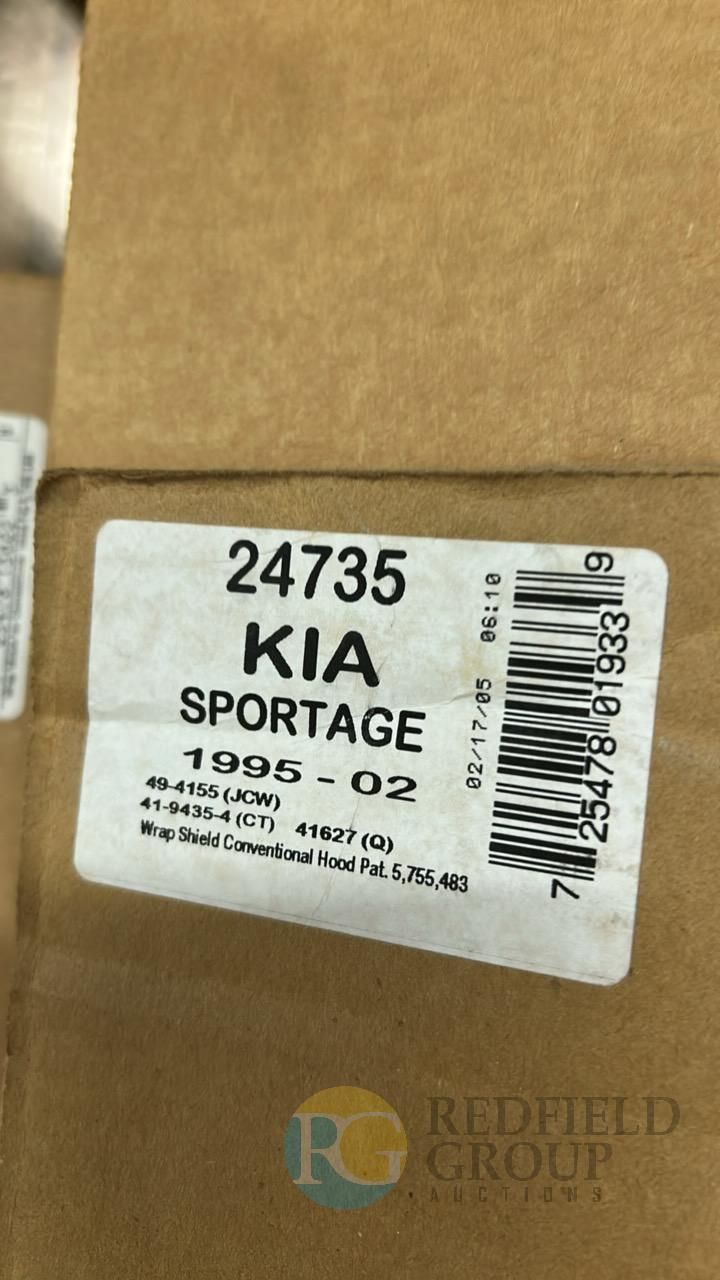 24735
KIA
SPORTAGE
1995 - 02
49-4155 (JCW)
41-9435-4 (CT) 41627 (Q)
Wrap Shield Conventional Hood Pat. 5,755,483
02/17/05 06:10
7 25478 01933 9
RG
REDFIELD
GROUP
AUCTIONS